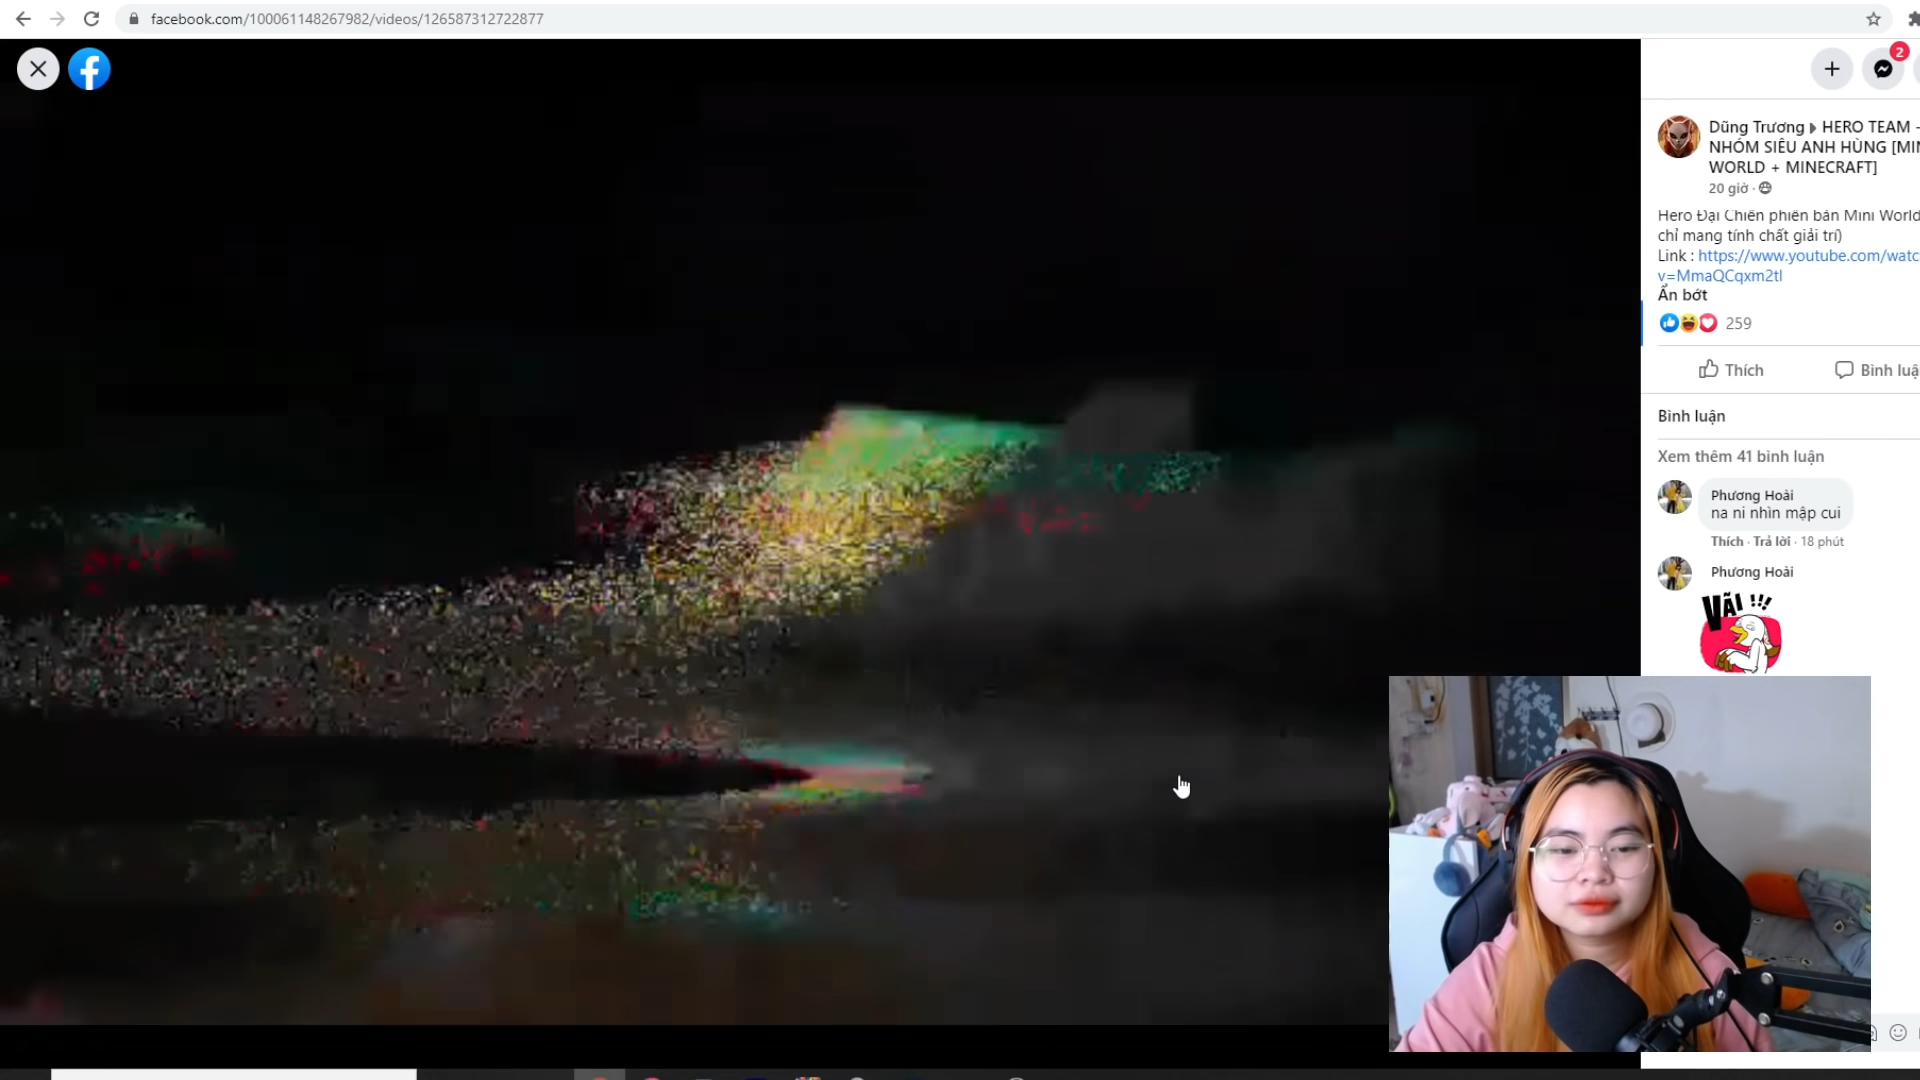 facebook.com/100061148267982/videos/126587312722877
2
Dũng Trương ▸ HERO TEAM -
NHÓM SIÊU ANH HÙNG [MIN
WORLD + MINECRAFT]
20 giờ ·
Hero Đại Chiến phiên bản Mini World
chỉ mang tính chất giải trí)
Link : https://www.youtube.com/watc
v=MmaQCqxm2tI
Ẩn bớt
259
Thích
Bình luậ
Bình luận
Xem thêm 41 bình luận
Phương Hoài
na ni nhìn mập cui
Thích · Trả lời · 18 phút
Phương Hoài
VÃI !!!